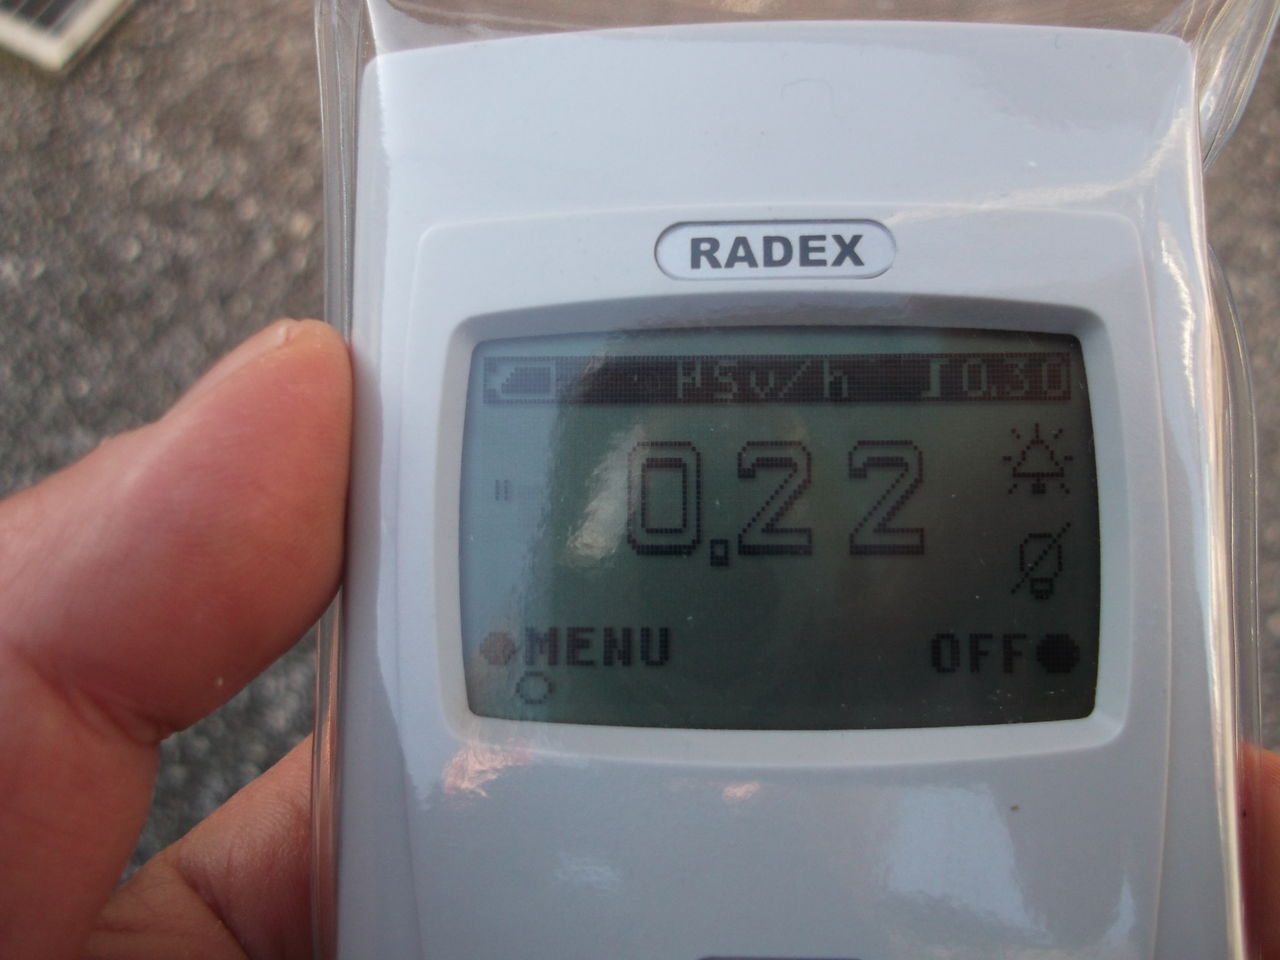 RADEX
µSv/h 0.30
0.22
MENU OFF